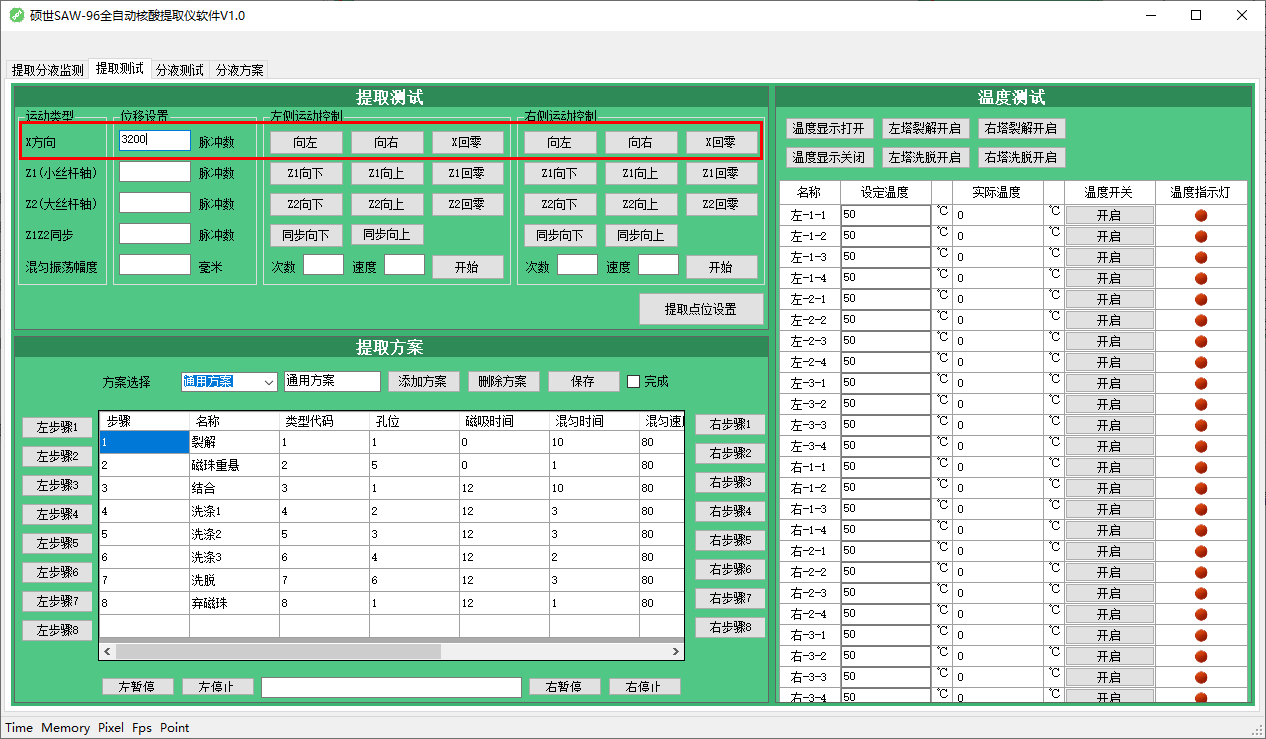 硕世SAW-96全自动核酸提取仪软件V1.0
提取分液监测 提取测试 分液测试 分液方案
提取测试
运动类型 位移设置 左侧运动控制 右侧运动控制
X方向 3200 脉冲数 向左 向右 X回零 向左 向右 X回零
Z1(小丝杆轴) 脉冲数 Z1向下 Z1向上 Z1回零 Z1向下 Z1向上 Z1回零
Z2(大丝杆轴) 脉冲数 Z2向下 Z2向上 Z2回零 Z2向下 Z2向上 Z2回零
Z1Z2同步 脉冲数 同步向下 同步向上 同步向下 同步向上
混匀振荡幅度 毫米 次数 速度 开始 次数 速度 开始
提取点位设置
提取方案
方案选择 通用方案 通用方案 添加方案 删除方案 保存 完成
左步骤1
左步骤2
左步骤3
左步骤4
左步骤5
左步骤6
左步骤7
左步骤8
步骤 名称 类型代码 孔位 磁吸时间 混匀时间 混匀速
1 裂解 1 1 0 10 80
2 磁珠重悬 2 5 0 1 80
3 结合 3 1 12 10 80
4 洗涤1 4 2 12 3 80
5 洗涤2 5 3 12 3 80
6 洗涤3 6 4 12 2 80
7 洗脱 7 6 12 3 80
8 弃磁珠 8 1 12 1 80
右步骤1
右步骤2
右步骤3
右步骤4
右步骤5
右步骤6
右步骤7
右步骤8
左暂停 左停止 右暂停 右停止
温度测试
温度显示打开 左塔裂解开启 右塔裂解开启
温度显示关闭 左塔洗脱开启 右塔洗脱开启
名称 设定温度 实际温度 温度开关 温度指示灯
左-1-1 50 ℃ 0 ℃ 开启
左-1-2 50 ℃ 0 ℃ 开启
左-1-3 50 ℃ 0 ℃ 开启
左-1-4 50 ℃ 0 ℃ 开启
左-2-1 50 ℃ 0 ℃ 开启
左-2-2 50 ℃ 0 ℃ 开启
左-2-3 50 ℃ 0 ℃ 开启
左-2-4 50 ℃ 0 ℃ 开启
左-3-1 50 ℃ 0 ℃ 开启
左-3-2 50 ℃ 0 ℃ 开启
左-3-3 50 ℃ 0 ℃ 开启
左-3-4 50 ℃ 0 ℃ 开启
右-1-1 50 ℃ 0 ℃ 开启
右-1-2 50 ℃ 0 ℃ 开启
右-1-3 50 ℃ 0 ℃ 开启
右-1-4 50 ℃ 0 ℃ 开启
右-2-1 50 ℃ 0 ℃ 开启
右-2-2 50 ℃ 0 ℃ 开启
右-2-3 50 ℃ 0 ℃ 开启
右-2-4 50 ℃ 0 ℃ 开启
右-3-1 50 ℃ 0 ℃ 开启
右-3-2 50 ℃ 0 ℃ 开启
右-3-3 50 ℃ 0 ℃ 开启
右-3-4 50 ℃ 0 ℃ 开启
Time Memory Pixel Fps Point